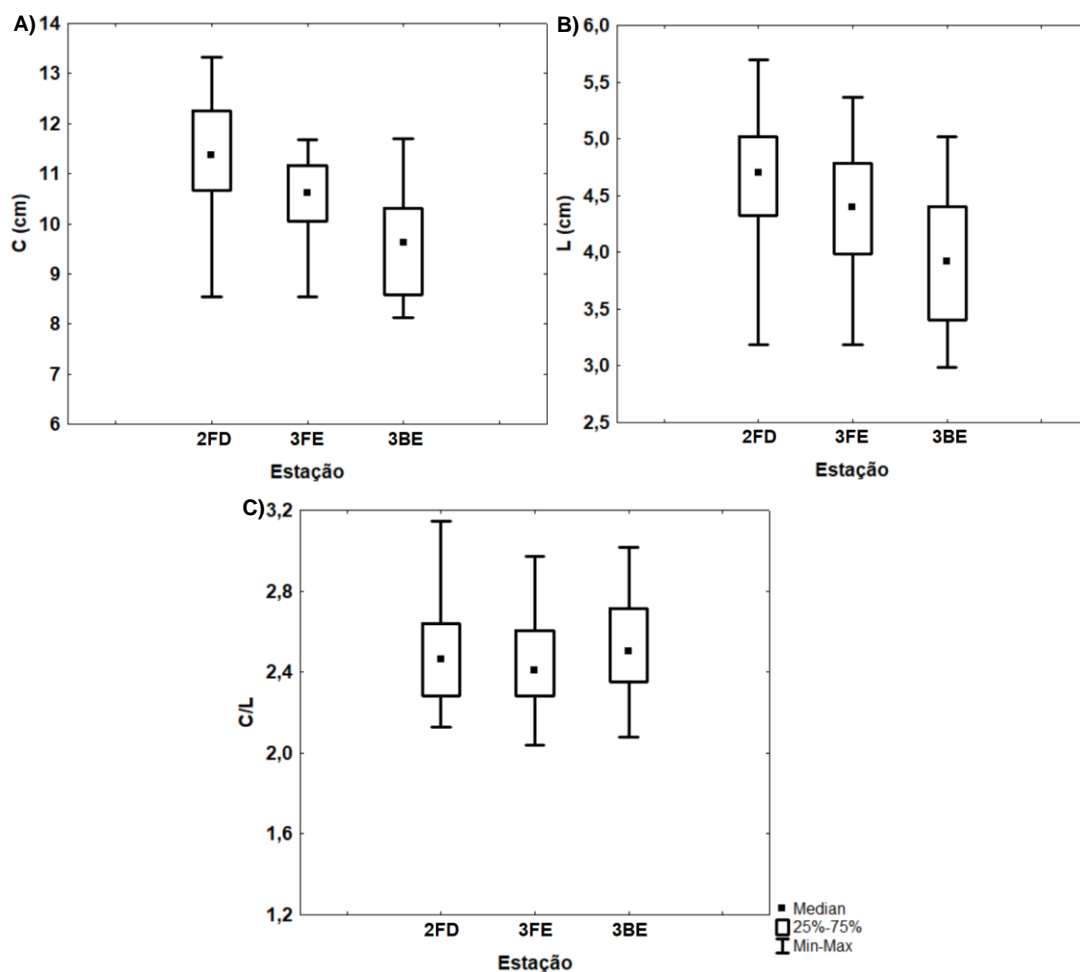 A)
14
13
12
11
10
9
8
7
6
C (cm)
2FD 3FE 3BE
Estação
B)
6,0
5,5
5,0
4,5
4,0
3,5
3,0
2,5
L (cm)
2FD 3FE 3BE
Estação
C)
3,2
2,8
2,4
2,0
1,6
1,2
C/L
2FD 3FE 3BE
Estação
Median
25%-75%
Min-Max